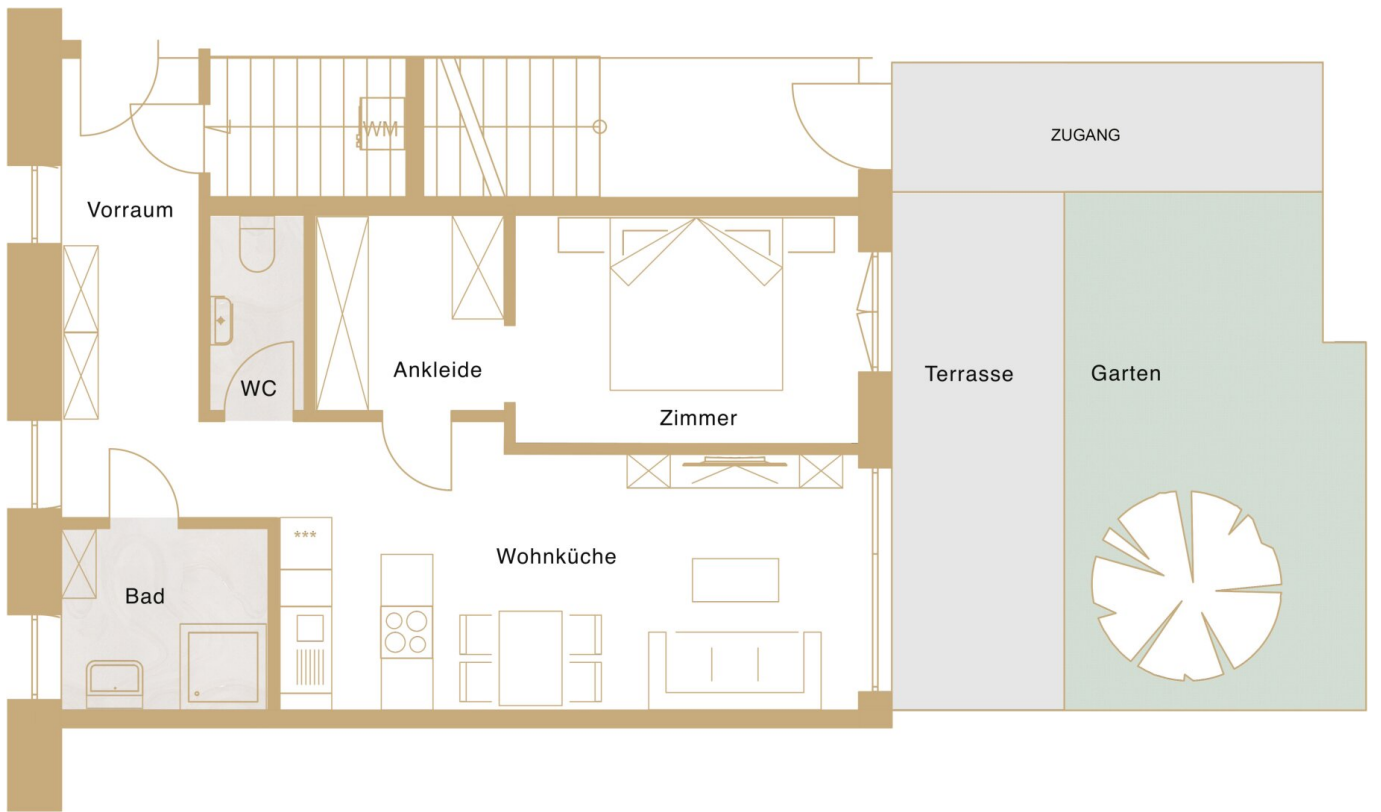 WM
ZUGANG
Vorraum
WC
Ankleide
Zimmer
Terrasse
Garten
***
Wohnküche
Bad